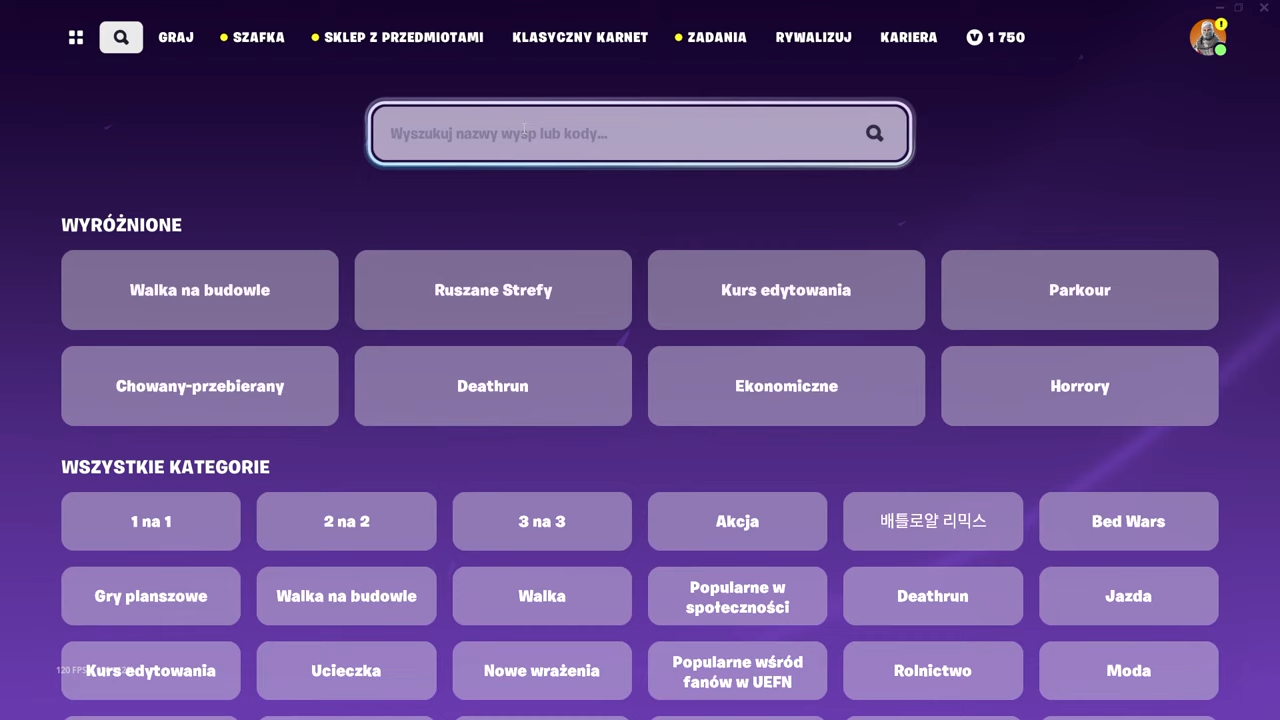 GRAJ
SZAFKA
SKLEP Z PRZEDMIOTAMI
KLASYCZNY KARNET
ZADANIA
RYWALIZUJ
KARIERA
V 1 750
!
Wyszukuj nazwy wysp lub kody...
WYRÓŻNIONE
Walka na budowle
Ruszane Strefy
Kurs edytowania
Parkour
Chowany-przebierany
Deathrun
Ekonomiczne
Horrory
WSZYSTKIE KATEGORIE
1 na 1
2 na 2
3 na 3
Akcja
배틀로얄 리믹스
Bed Wars
Gry planszowe
Walka na budowle
Walka
Popularne w
społeczności
Deathrun
Jazda
120 FPS
Kurs edytowania
Ucieczka
Nowe wrażenia
Popularne wśród
fanów w UEFN
Rolnictwo
Moda